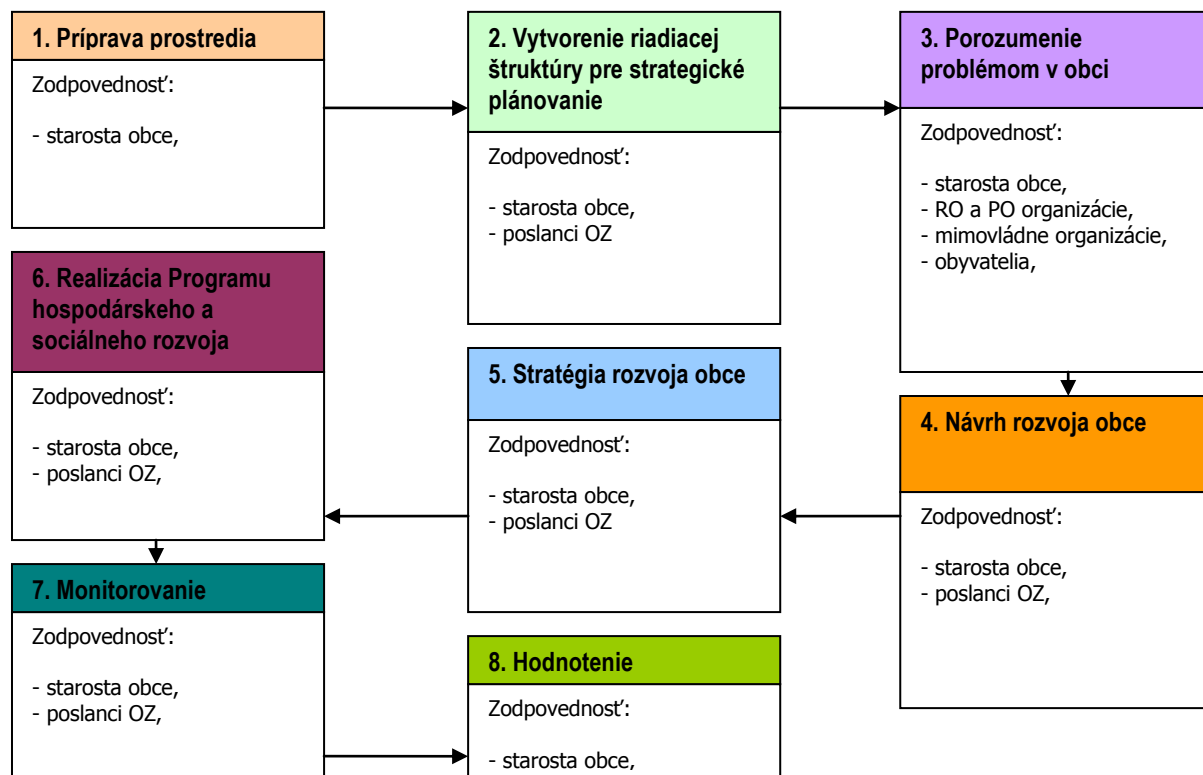 1. Príprava prostredia
Zodpovednosť:
- starosta obce,
2. Vytvorenie riadiacej
štruktúry pre strategické
plánovanie
Zodpovednosť:
- starosta obce,
- poslanci OZ
3. Porozumenie
problémom v obci
Zodpovednosť:
- starosta obce,
- RO a PO organizácie,
- mimovládne organizácie,
- obyvatelia,
4. Návrh rozvoja obce
Zodpovednosť:
- starosta obce,
- poslanci OZ,
5. Stratégia rozvoja obce
Zodpovednosť:
- starosta obce,
- poslanci OZ
6. Realizácia Programu
hospodárskeho a
sociálneho rozvoja
Zodpovednosť:
- starosta obce,
- poslanci OZ,
7. Monitorovanie
Zodpovednosť:
- starosta obce,
- poslanci OZ,
8. Hodnotenie
Zodpovednosť:
- starosta obce,